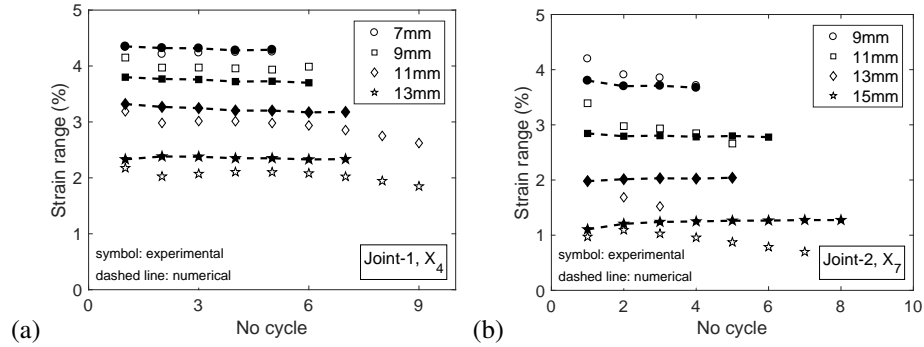 5
4
3
2
1
0
Strain range (%)
0
3
6
9
No cycle
7mm
9mm
11mm
13mm
symbol: experimental
dashed line: numerical
Joint-1, X4
(a)
5
4
3
2
1
0
Strain range (%)
0
2
4
6
8
10
No cycle
9mm
11mm
13mm
15mm
symbol: experimental
dashed line: numerical
Joint-2, X7
(b)